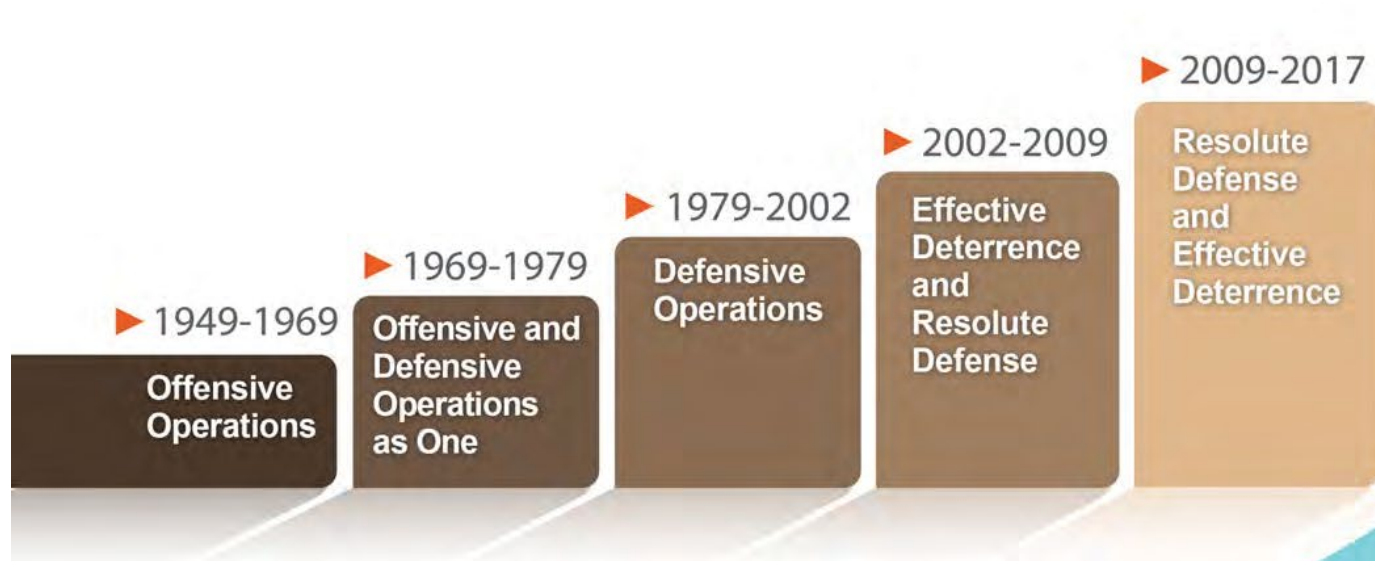 1949-1969
Offensive
Operations
1969-1979
Offensive and
Defensive
Operations
as One
1979-2002
Defensive
Operations
2002-2009
Effective
Deterrence
and
Resolute
Defense
2009-2017
Resolute
Defense
and
Effective
Deterrence